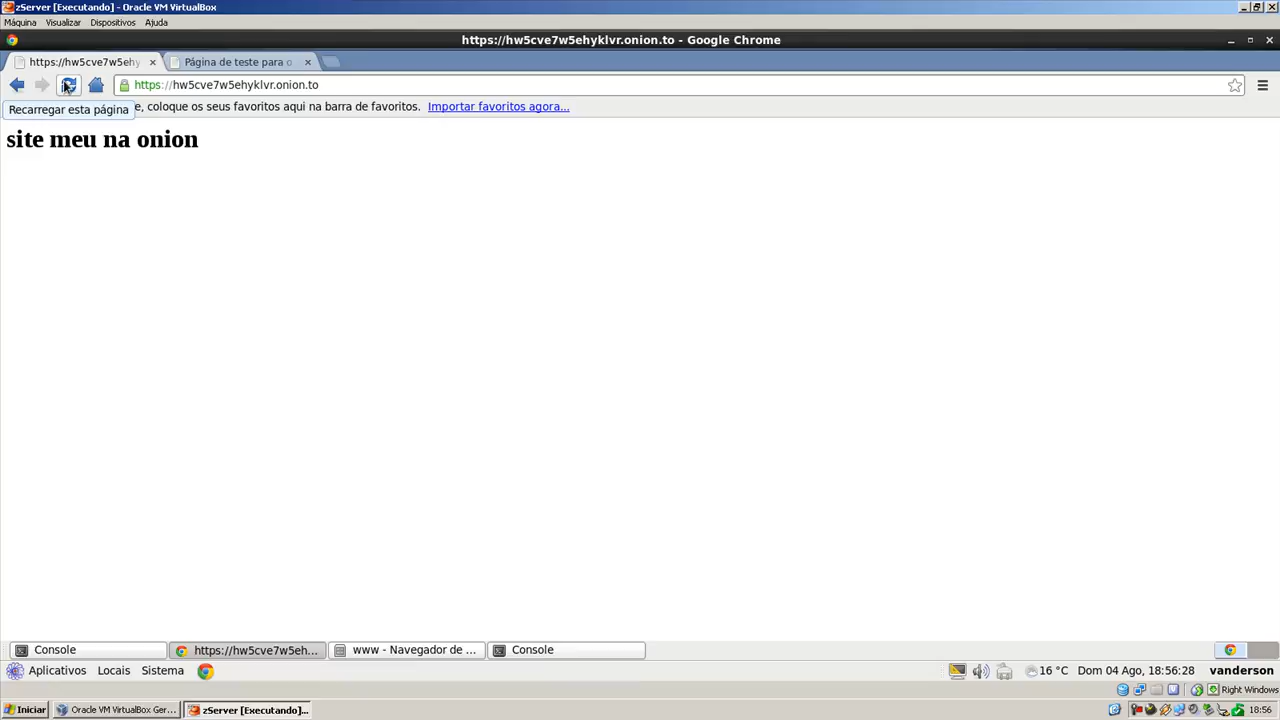 zServer [Executando] - Oracle VM VirtualBox
Máquina Visualizar Dispositivos Ajuda
https://hw5cve7w5ehyklvr.onion.to - Google Chrome
https://hw5cve7w5ehy Página de teste para o
https://hw5cve7w5ehyklvr.onion.to
Recarregar esta página e, coloque os seus favoritos aqui na barra de favoritos. Importar favoritos agora...
site meu na onion
Console https://hw5cve7w5eh... www - Navegador de ... Console
Aplicativos Locais Sistema 16 °C Dom 04 Ago, 18:56:28 vanderson
Right Windows
Iniciar Oracle VM VirtualBox Ger... zServer [Executando]... 18:56